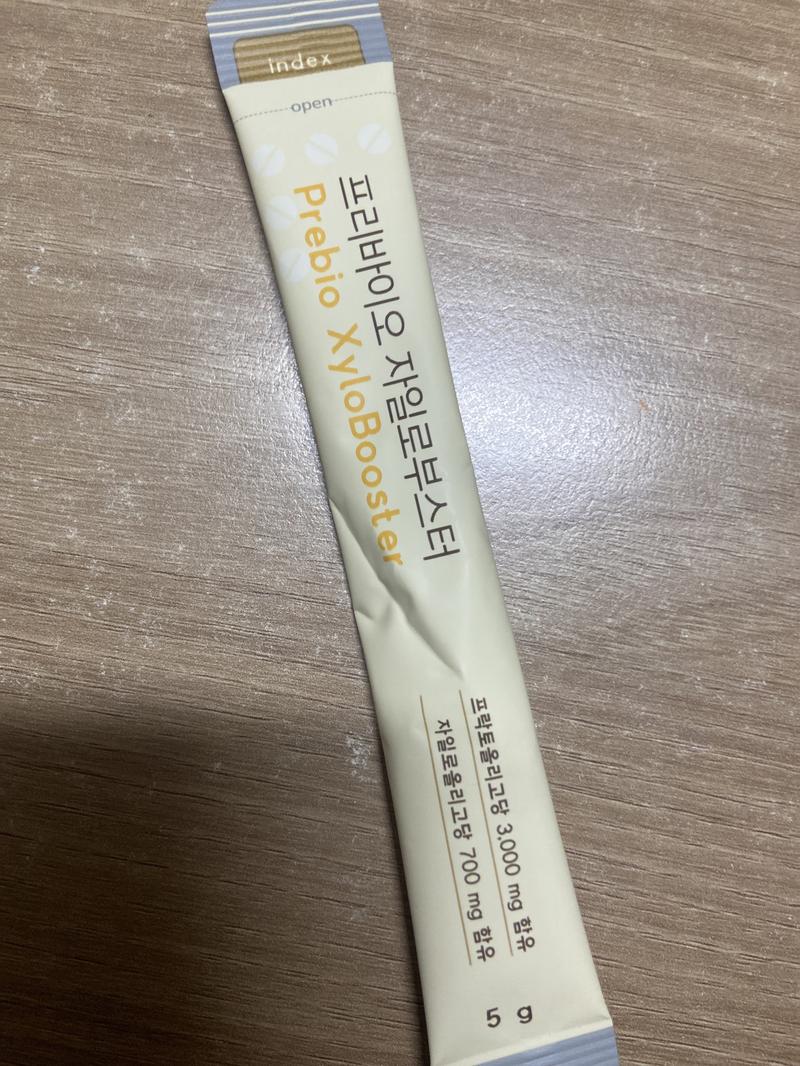 index
open
프리바이오 자일로부스터
Prebio XyloBooster
프락토올리고당 3,000 mg 함유
자일로올리고당 700 mg 함유
5 g